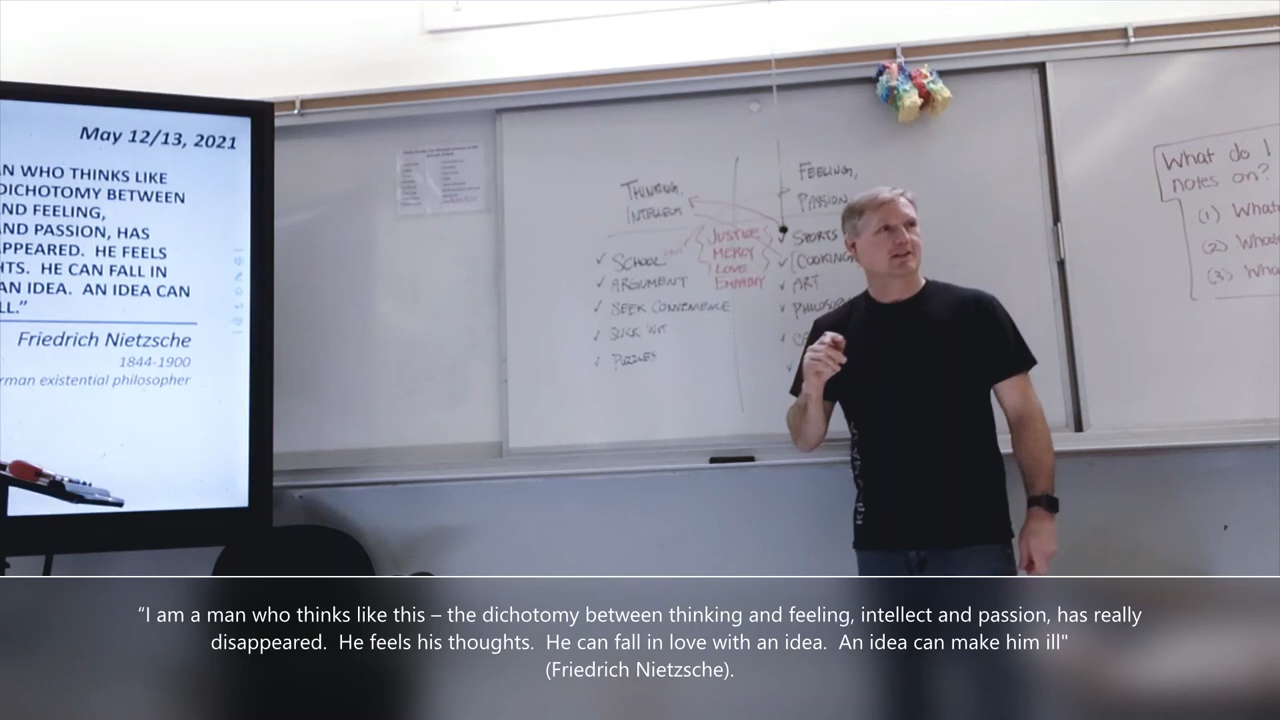 May 12/13, 2021
AN WHO THINKS LIKE
DICHOTOMY BETWEEN
ND FEELING,
AND PASSION, HAS
APPEARED. HE FEELS
HTS. HE CAN FALL IN
AN IDEA. AN IDEA CAN
LL.”
Friedrich Nietzsche
1844-1900
rman existential philosopher
THINKING,
INTELLECT
SCHOOL
ARGUMENT
SEEK CONVENIENCE
PUZZLES
JUSTICE
MERCY
LOVE
EMPATHY
FEELING,
PASSION
SPORTS
[COOKING,
ART
What do I
notes on?
(1) What
(2) What
(3) Wha
“I am a man who thinks like this – the dichotomy between thinking and feeling, intellect and passion, has really
disappeared. He feels his thoughts. He can fall in love with an idea. An idea can make him ill"
(Friedrich Nietzsche).